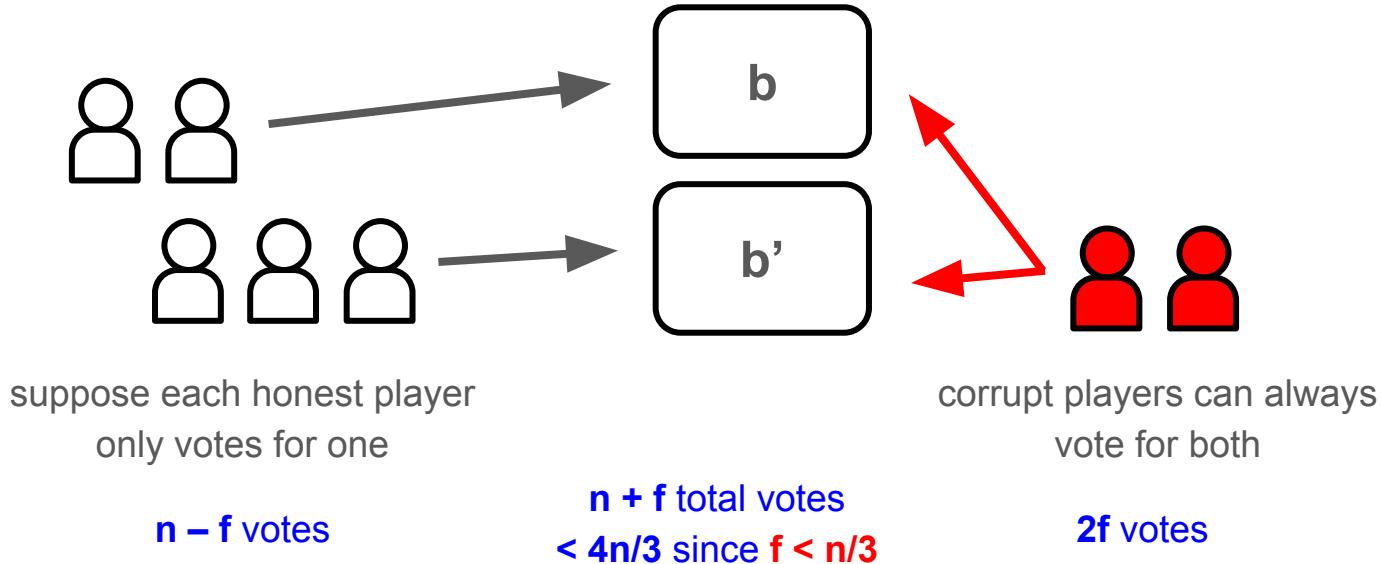 b
b’
suppose each honest player
only votes for one
n – f votes
n + f total votes
< 4n/3 since f < n/3
corrupt players can always
vote for both
2f votes